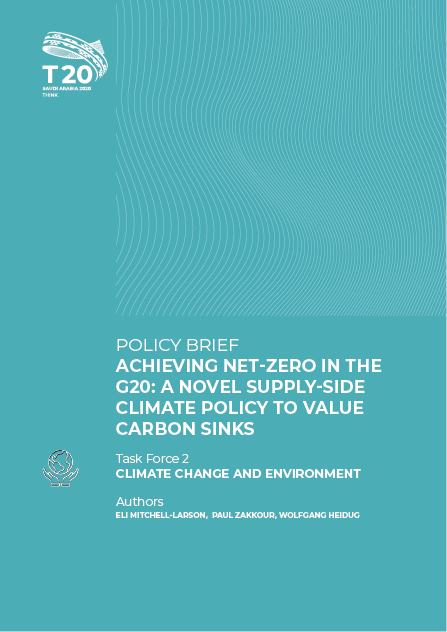 T20
SAUDI ARABIA 2020
THINK
POLICY BRIEF
ACHIEVING NET-ZERO IN THE
G20: A NOVEL SUPPLY-SIDE
CLIMATE POLICY TO VALUE
CARBON SINKS
Task Force 2
CLIMATE CHANGE AND ENVIRONMENT
Authors
ELI MITCHELL-LARSON, PAUL ZAKKOUR, WOLFGANG HEIDUG